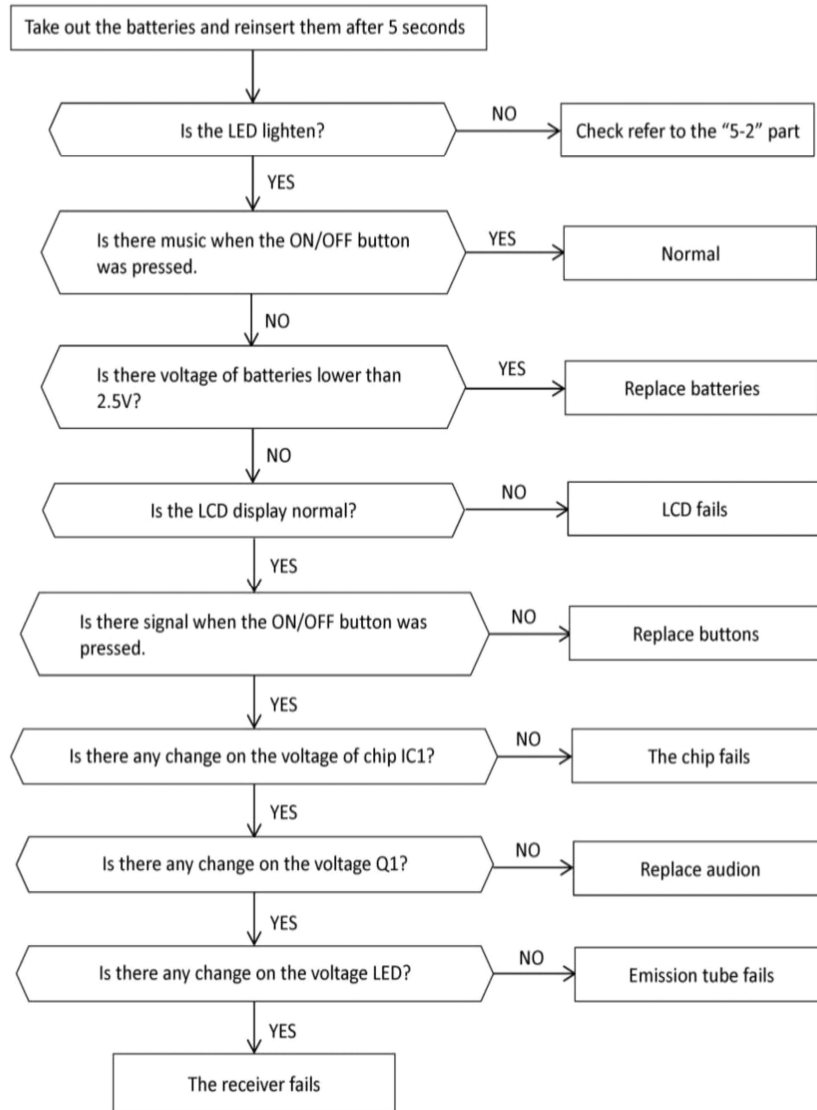 Take out the batteries and reinsert them after 5 seconds
Is the LED lighten?
NO
Check refer to the “5-2” part
YES
Is there music when the ON/OFF button
was pressed.
YES
Normal
NO
Is there voltage of batteries lower than
2.5V?
YES
Replace batteries
NO
Is the LCD display normal?
NO
LCD fails
YES
Is there signal when the ON/OFF button was
pressed.
NO
Replace buttons
YES
Is there any change on the voltage of chip IC1?
NO
The chip fails
YES
Is there any change on the voltage Q1?
NO
Replace audion
YES
Is there any change on the voltage LED?
NO
Emission tube fails
YES
The receiver fails